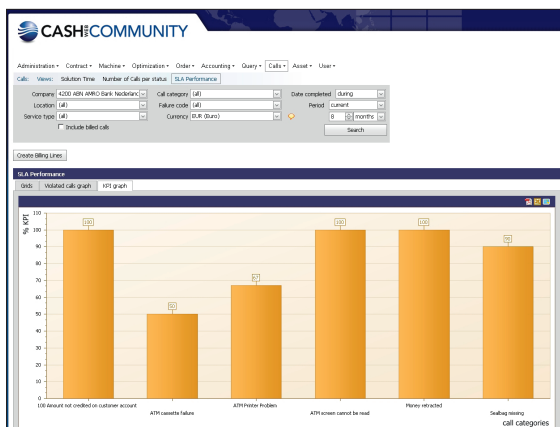 CASH WEB COMMUNITY
Administration Contract Machine Optimization Order Accounting Query Calls Asset User
Calls: Views: Solution Time Number of Calls per status SLA Performance
Company 4200 ABN AMRO Bank Nederlanc Call category (all) Date completed during
Location (all) Failure code (all) Period current
Service type (all) Currency EUR (Euro) 8 months
Include billed calls Search
Create Billing Lines
SLA Performance
Grids Violated calls graph KPI graph
% KPI
100
90
80
70
60
50
40
30
20
10
0
100
50
67
100
100
90
100 Amount not credited on customer account
ATM cassette failure
ATM Printer Problem
ATM screen cannot be read
Money retracted
Sealbag missing
call categories